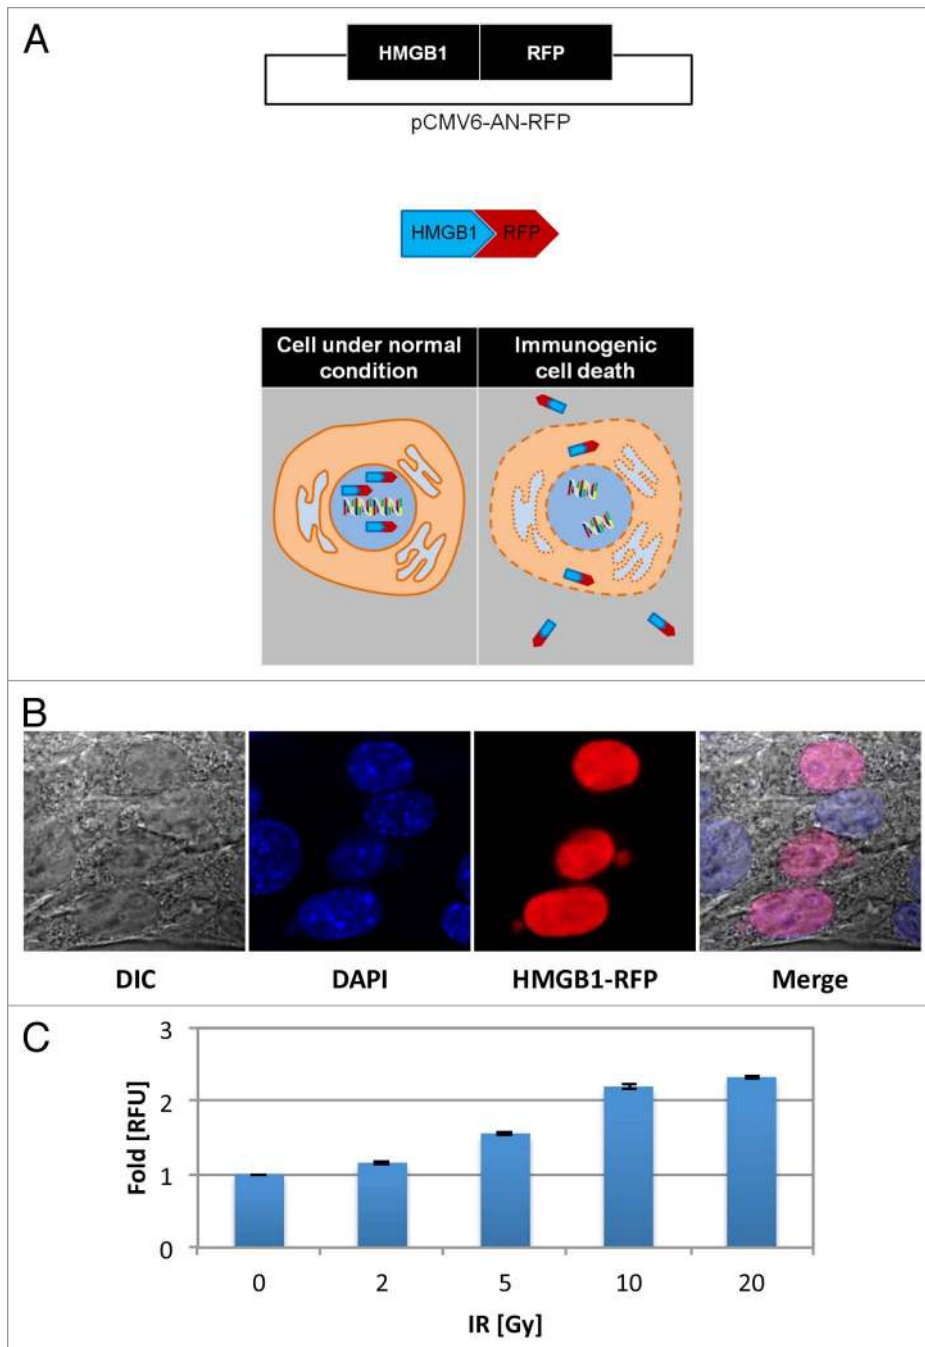 A
HMGB1 RFP
pCMV6-AN-RFP
HMGB1 RFP
Cell under normal
condition
Immunogenic
cell death
B
DIC DAPI HMGB1-RFP Merge
C
Fold [RFU]
3
2
1
0
0 2 5 10 20
IR [Gy]